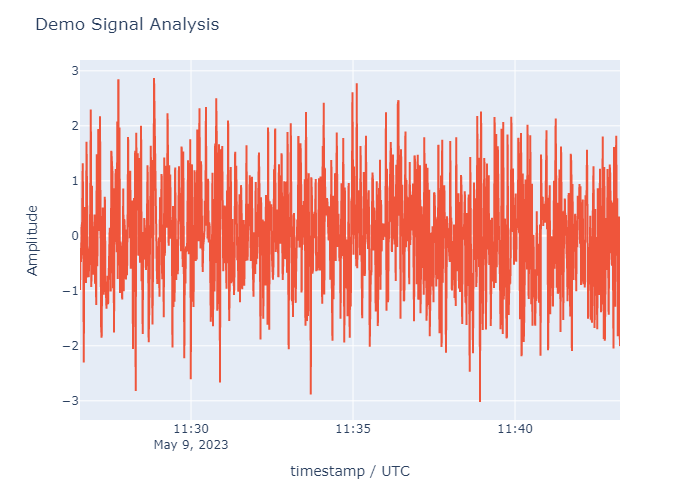 Demo Signal Analysis
3
2
1
0
−1
−2
−3
Amplitude
11:30
11:35
11:40
May 9, 2023
timestamp / UTC